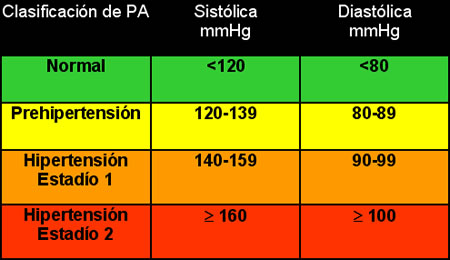 Clasificación de PA Sistólica mmHg Diastólica mmHg
Normal <120 <80
Prehipertensión 120-139 80-89
Hipertensión Estadío 1 140-159 90-99
Hipertensión Estadío 2 ≥ 160 ≥ 100